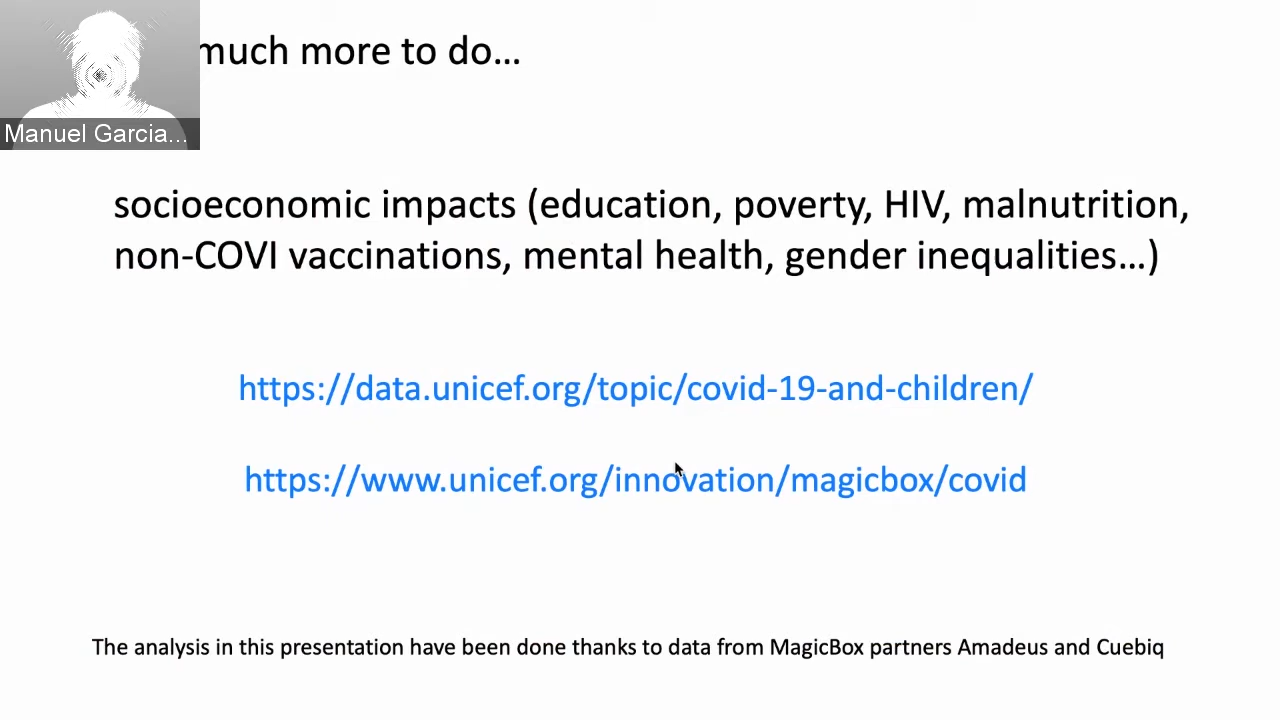 much more to do...
Manuel Garcia...
socioeconomic impacts (education, poverty, HIV, malnutrition,
non-COVI vaccinations, mental health, gender inequalities...)
https://data.unicef.org/topic/covid-19-and-children/
https://www.unicef.org/innovation/magicbox/covid
The analysis in this presentation have been done thanks to data from MagicBox partners Amadeus and Cuebiq